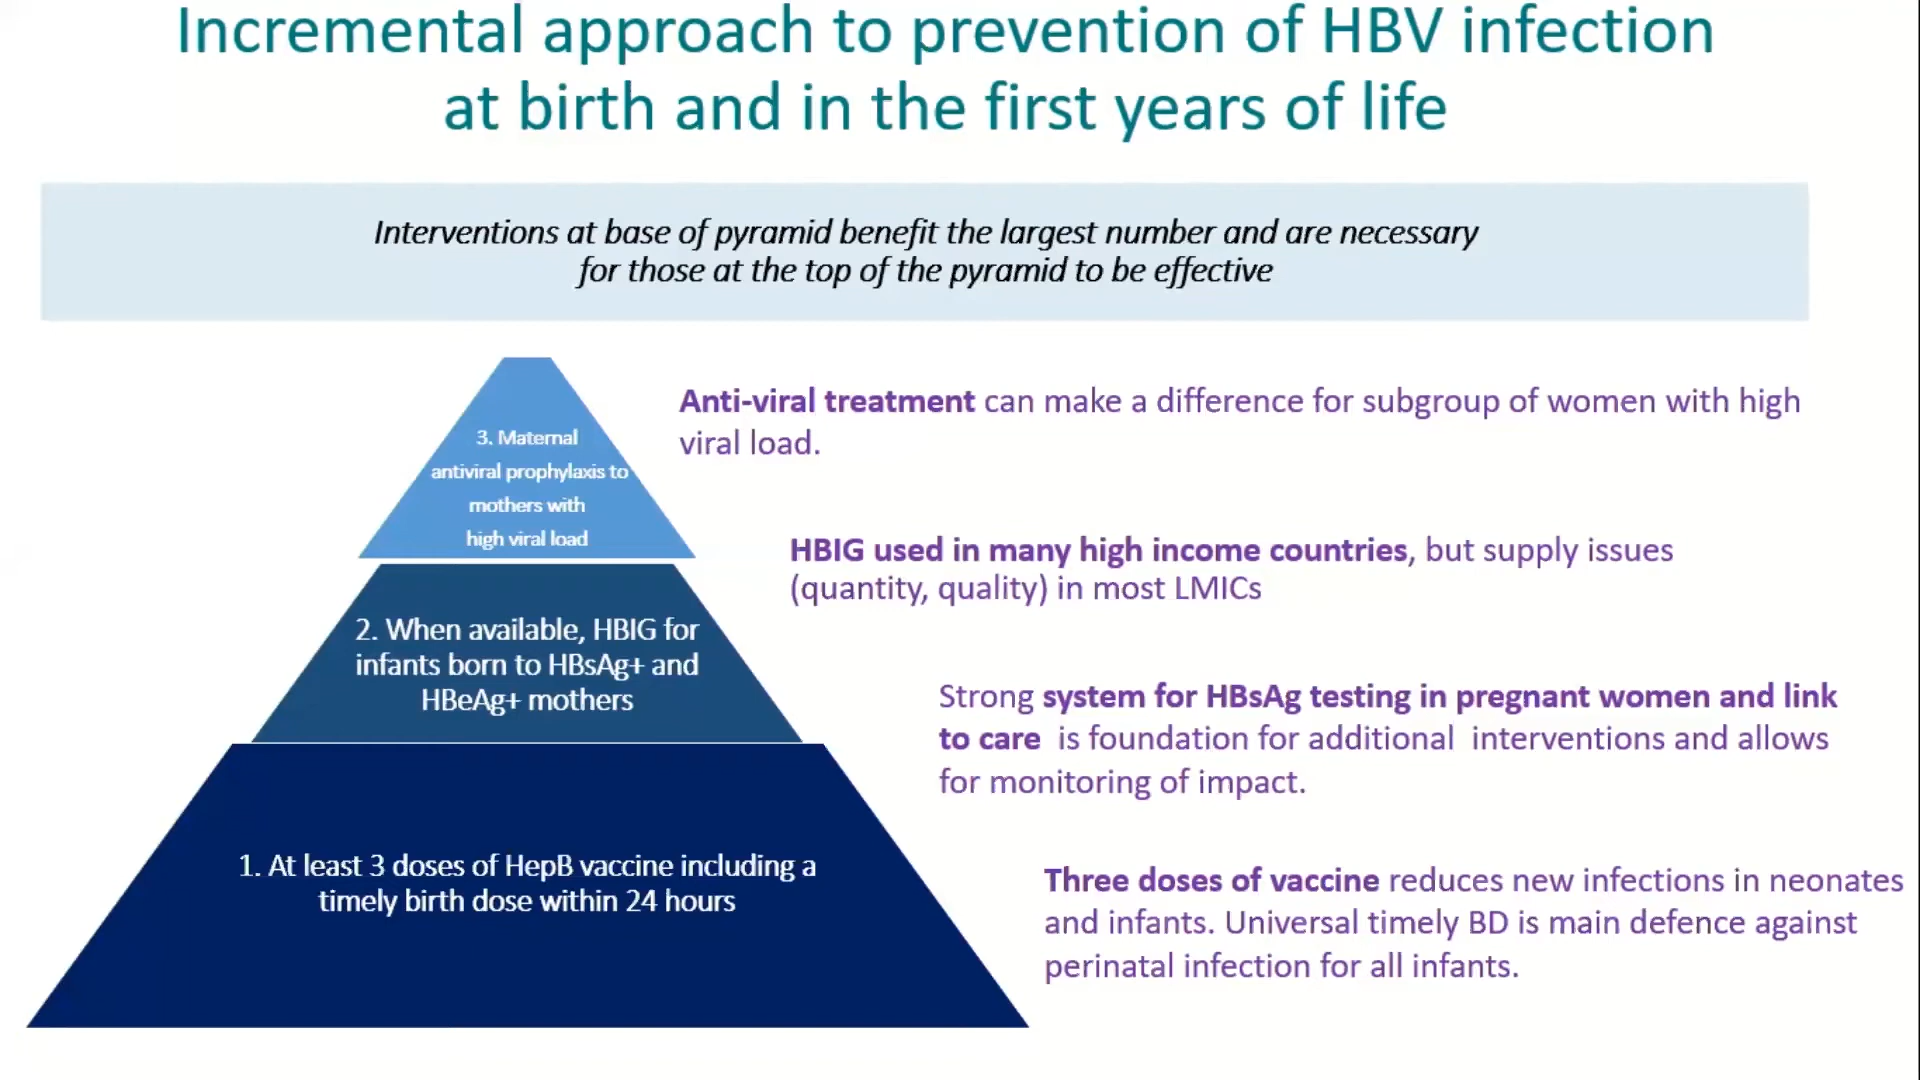 Incremental approach to prevention of HBV infection
at birth and in the first years of life
Interventions at base of pyramid benefit the largest number and are necessary
for those at the top of the pyramid to be effective
3. Maternal
antiviral prophylaxis to
mothers with
high viral load
Anti-viral treatment can make a difference for subgroup of women with high
viral load.
2. When available, HBIG for
infants born to HBsAg+ and
HBeAg+ mothers
HBIG used in many high income countries, but supply issues
(quantity, quality) in most LMICs
Strong system for HBsAg testing in pregnant women and link
to care is foundation for additional interventions and allows
for monitoring of impact.
1. At least 3 doses of HepB vaccine including a
timely birth dose within 24 hours
Three doses of vaccine reduces new infections in neonates
and infants. Universal timely BD is main defence against
perinatal infection for all infants.